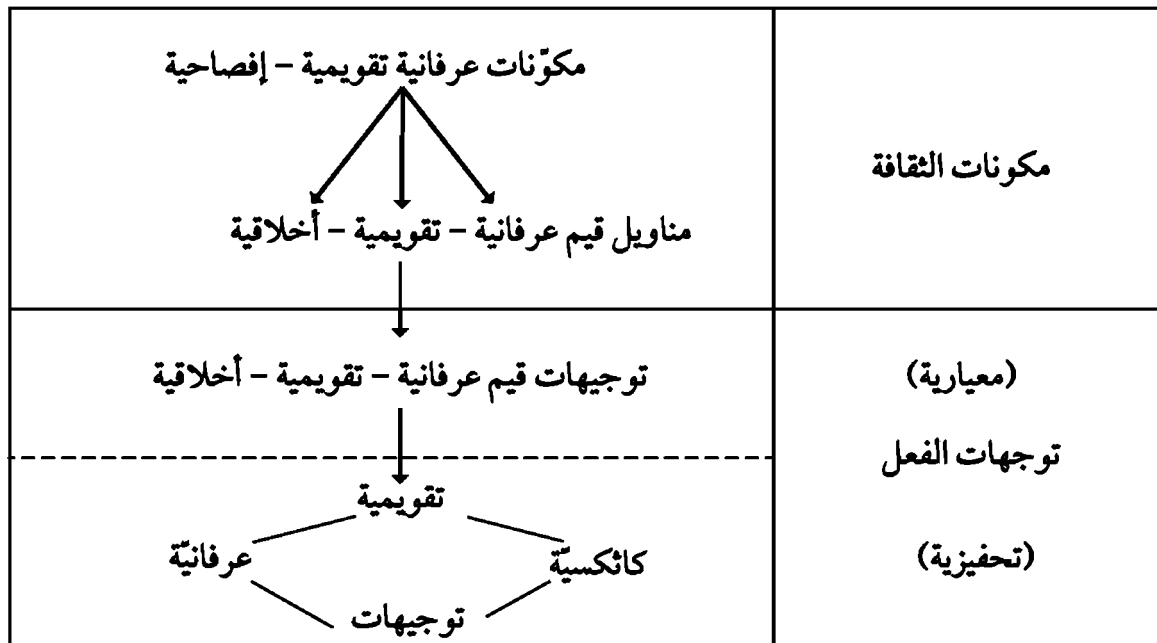 مكوّنات عرفانية تقويمية – إفصاحية
مكونات الثقافة
مناويل قيم عرفانية – تقويمية – أخلاقية
توجيهات قيم عرفانية – تقويمية – أخلاقية
(معيارية)
توجهات الفعل
تقويمية
عرفانيّة
كاثكسيّة
(تحفيزية)
توجيهات